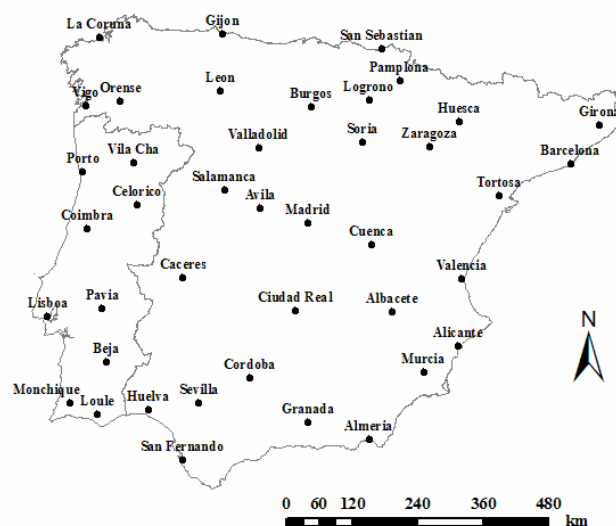 La Coruna
Gijon
San Sebastian
Pamplona
Vigo
Orense
Leon
Burgos
Logrono
Huesca
Girona
Porto
Vila Cha
Valladolid
Soria
Zaragoza
Barcelona
Celorico
Salamanca
Avila
Madrid
Tortosa
Coimbra
Cuenca
Caceres
Valencia
Lisboa
Pavia
Ciudad Real
Albacete
Alicante
N
Beja
Cordoba
Murcia
Monchique
Loule
Huelva
Sevilla
Granada
Almeria
San Fernando
0 60 120 240 360 480
km